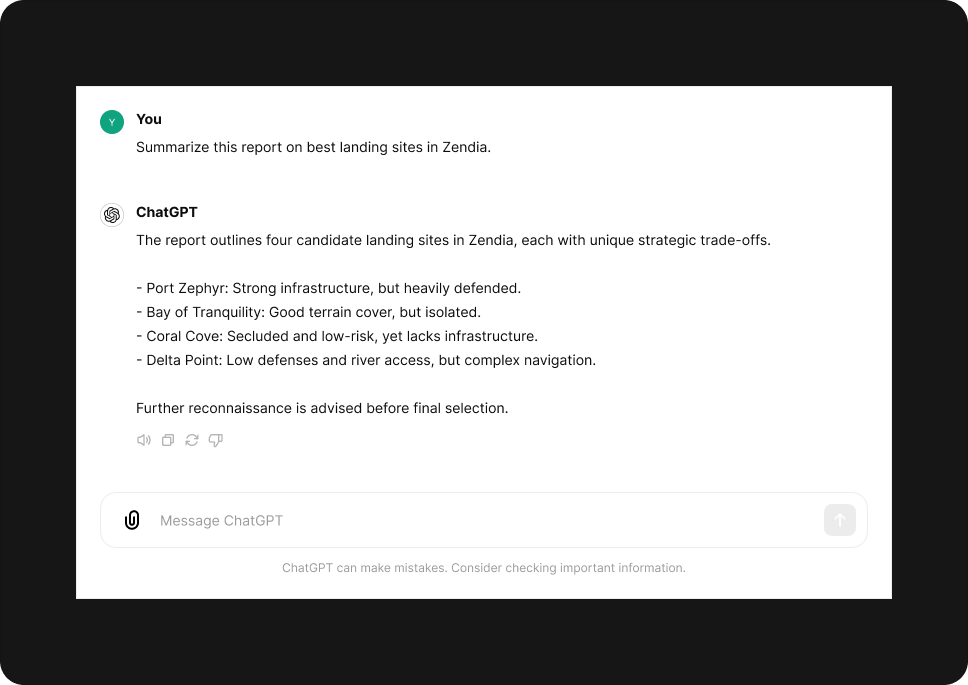 Y
You
Summarize this report on best landing sites in Zendia.
ChatGPT
The report outlines four candidate landing sites in Zendia, each with unique strategic trade-offs.
- Port Zephyr: Strong infrastructure, but heavily defended.
- Bay of Tranquility: Good terrain cover, but isolated.
- Coral Cove: Secluded and low-risk, yet lacks infrastructure.
- Delta Point: Low defenses and river access, but complex navigation.
Further reconnaissance is advised before final selection.
Message ChatGPT
ChatGPT can make mistakes. Consider checking important information.